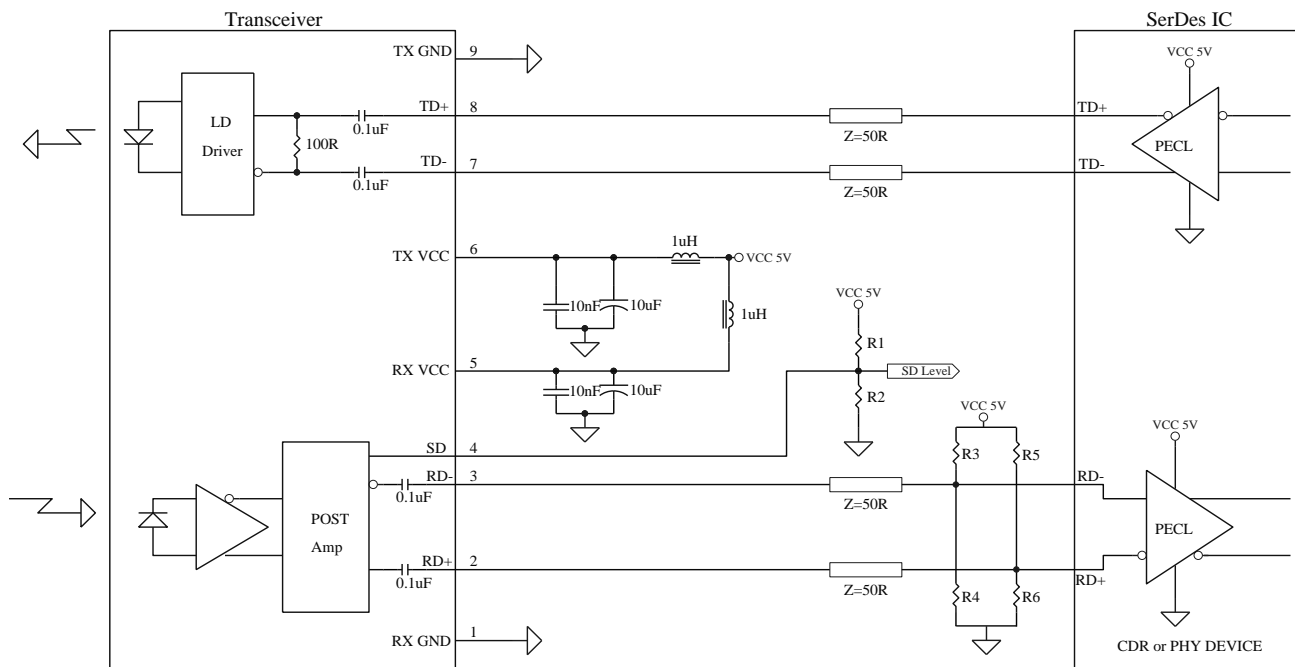 Transceiver
SerDes IC
TX GND
9
VCC 5V
TD+
8
TD+
LD
Driver
100R
0.1uF
Z=50R
PECL
TD-
7
TD-
0.1uF
Z=50R
TX VCC
6
1uH
VCC 5V
10nF
10uF
1uH
VCC 5V
R1
RX VCC
5
SD Level
10nF
10uF
R2
VCC 5V
VCC 5V
SD
4
R3
R5
RD-
3
RD-
0.1uF
Z=50R
POST
Amp
PECL
RD+
2
RD+
0.1uF
Z=50R
R4
R6
RX GND
1
CDR or PHY DEVICE